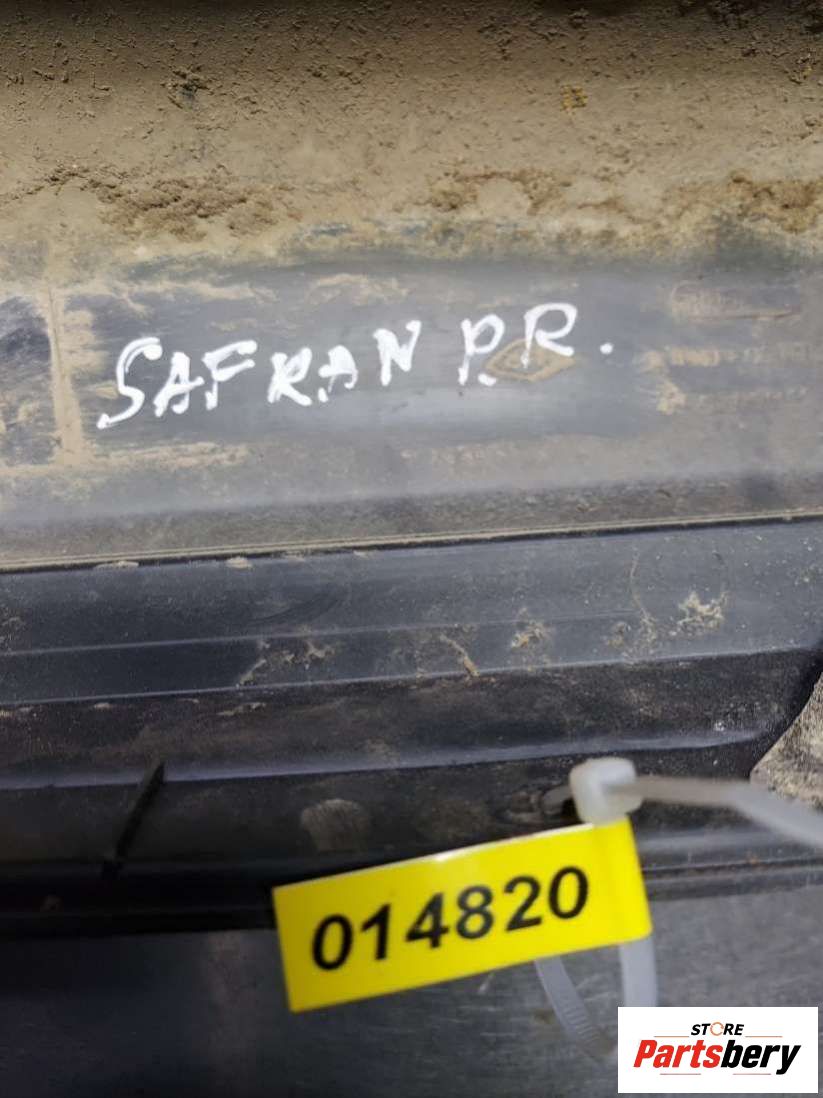 SAFRAN P.R.
014820
STORE
Partsbery